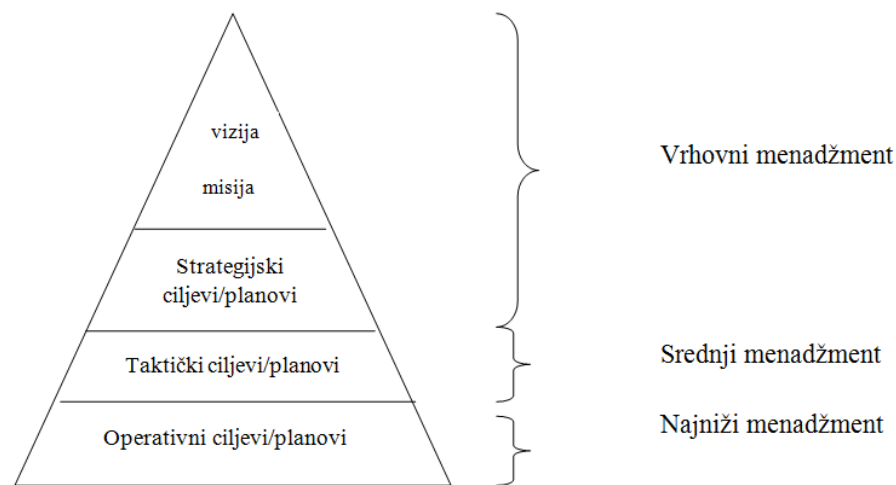 vizija
misija
Vrhovni menadžment
Strategijski
ciljevi/planovi
Taktički ciljevi/planovi
Srednji menadžment
Operativni ciljevi/planovi
Najniži menadžment